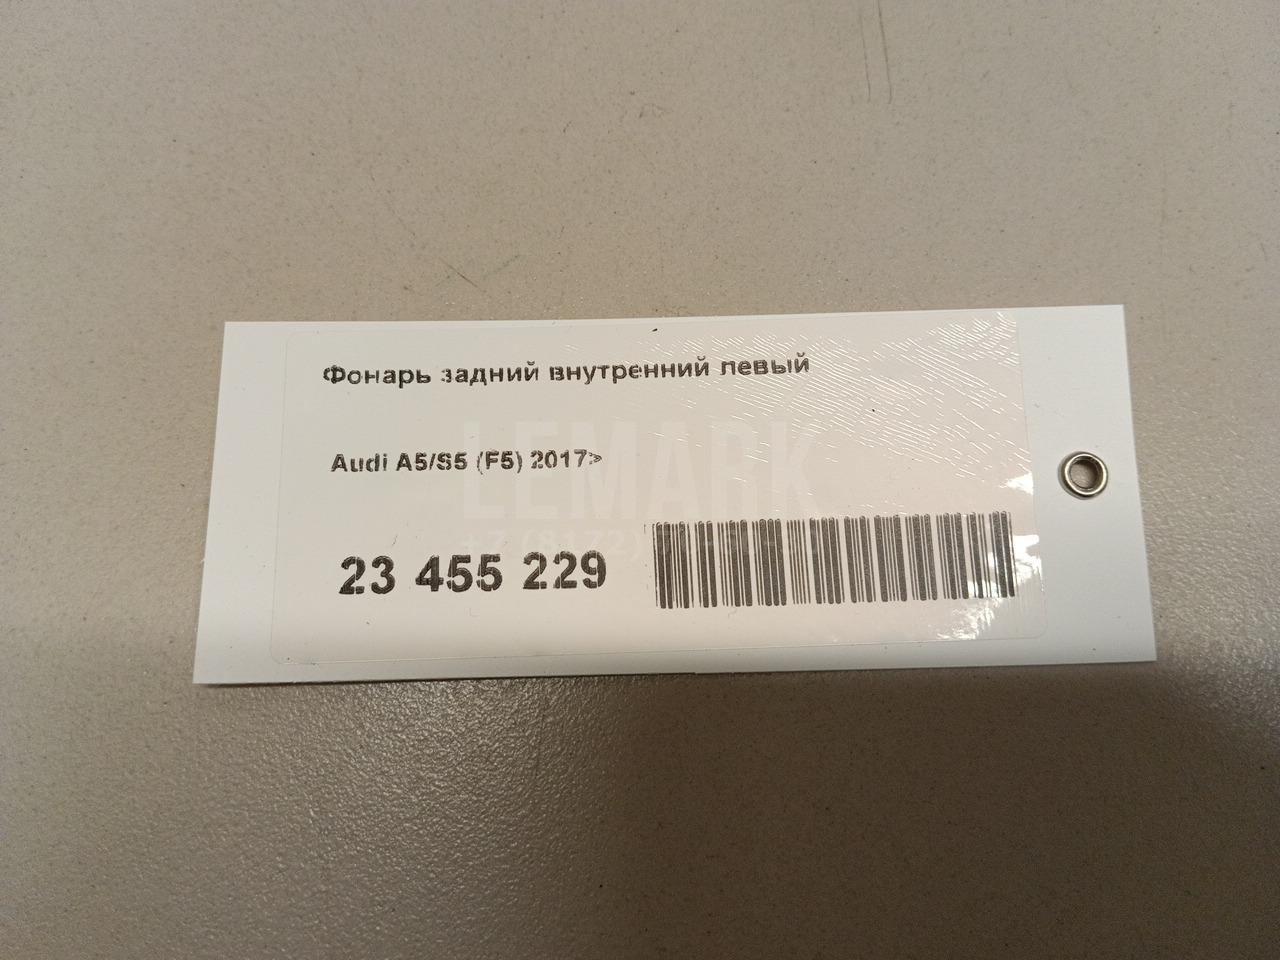 Фонарь задний внутренний левый
Audi A5/S5 (F5) 2017>
LEMARK
23 455 229